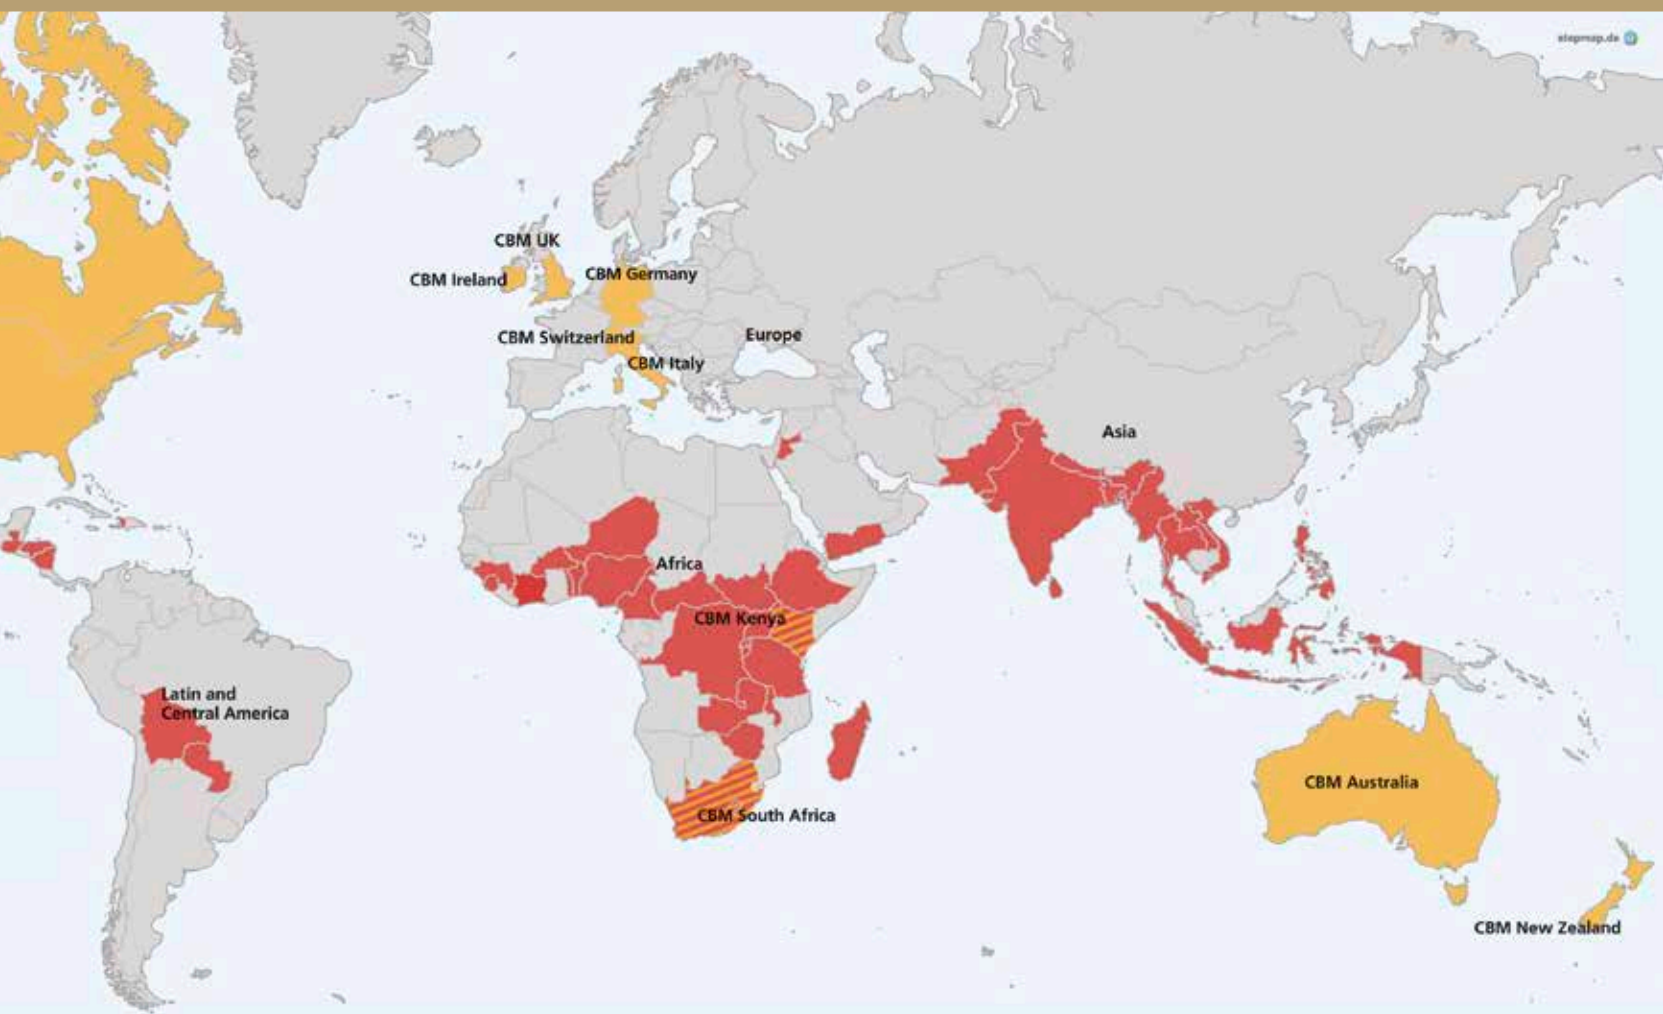 stepmap.de
CBM UK
CBM Ireland
CBM Germany
CBM Switzerland
Europe
CBM Italy
Asia
Africa
CBM Kenya
Latin and
Central America
CBM Australia
CBM South Africa
CBM New Zealand